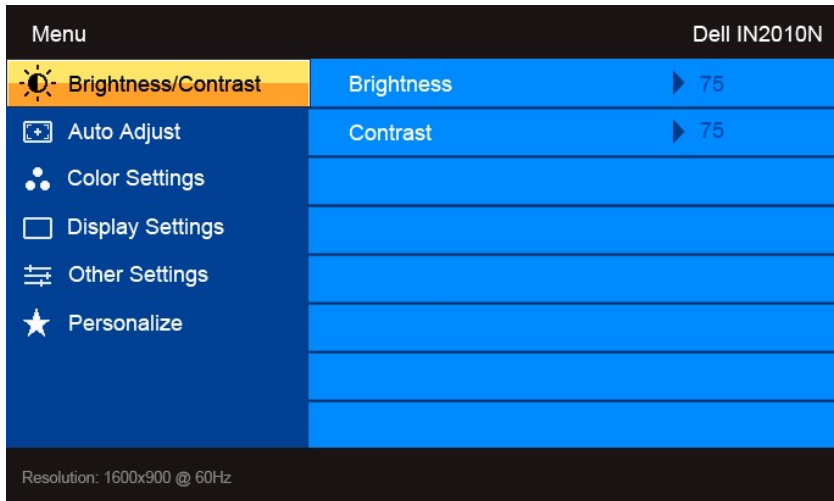 Menu
Dell IN2010N
Brightness/Contrast
Brightness 75
Auto Adjust
Contrast 75
Color Settings
Display Settings
Other Settings
Personalize
Resolution: 1600x900 @ 60Hz